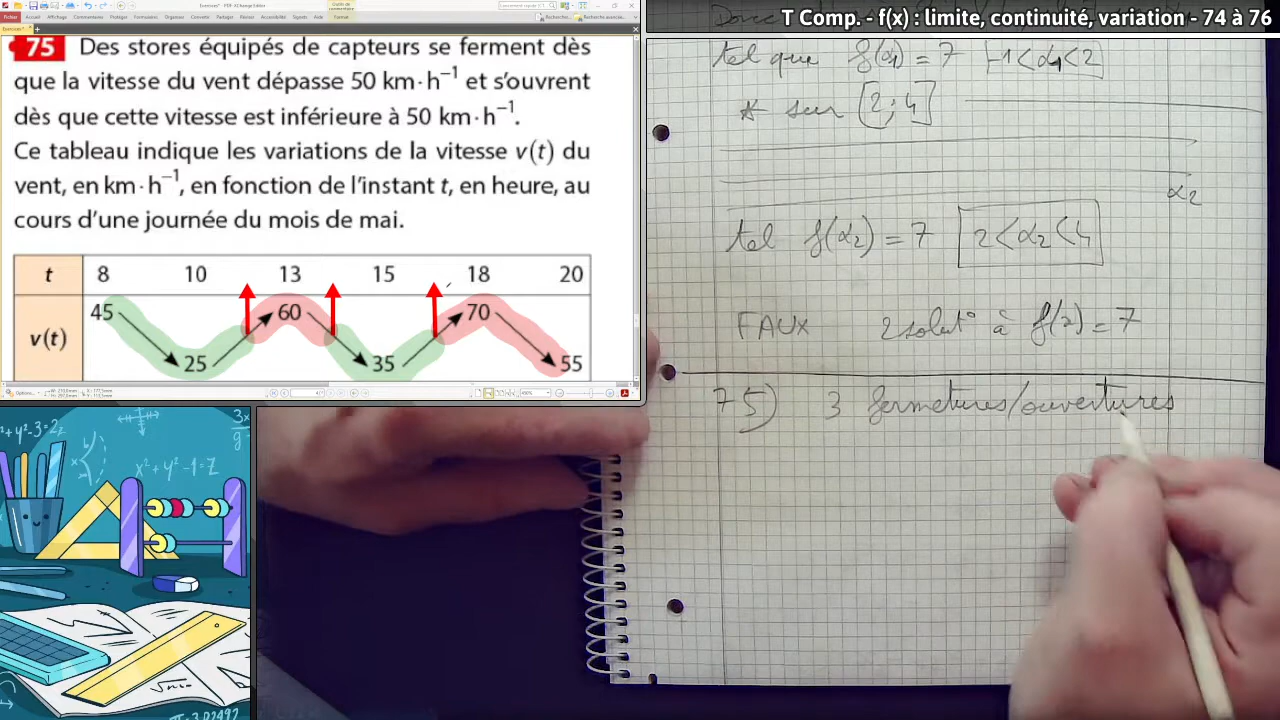 T Comp. - f(x) : limite, continuité, variation - 74 à 76
75 Des stores équipés de capteurs se ferment dès
que la vitesse du vent dépasse 50 km·h⁻¹ et s'ouvrent
dès que cette vitesse est inférieure à 50 km·h⁻¹.
Ce tableau indique les variations de la vitesse v(t) du
vent, en km·h⁻¹, en fonction de l'instant t, en heure, au
cours d'une journée du mois de mai.
t 8 10 13 15 18 20
v(t) 45 25 60 35 70 55
tel que f(α1) = 7 -1<α1<2
* sur [2;4]
α2
tel f(α2) = 7 2<α2<4
FAUX 2 solut° à f(x) = 7
75) 3 fermetures/ouvertures
x²+y²-1=Z